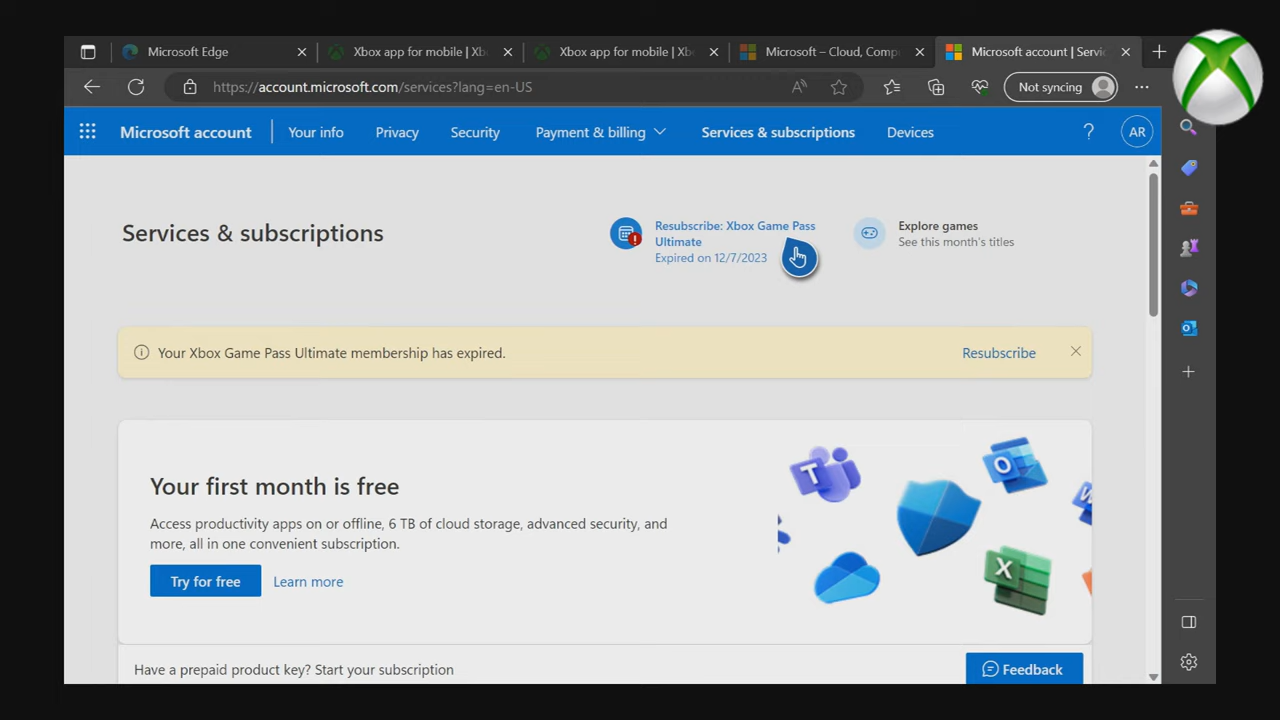 Microsoft Edge
Xbox app for mobile | Xb
Xbox app for mobile | Xb
Microsoft – Cloud, Comp
Microsoft account | Servic
https://account.microsoft.com/services?lang=en-US
A
Not syncing
Microsoft account
Your info
Privacy
Security
Payment & billing
Services & subscriptions
Devices
?
AR
Services & subscriptions
Resubscribe: Xbox Game Pass
Ultimate
Expired on 12/7/2023
Explore games
See this month's titles
Your Xbox Game Pass Ultimate membership has expired.
Resubscribe
Your first month is free
Access productivity apps on or offline, 6 TB of cloud storage, advanced security, and
more, all in one convenient subscription.
Try for free
Learn more
T
O
W
X
Have a prepaid product key? Start your subscription
Feedback